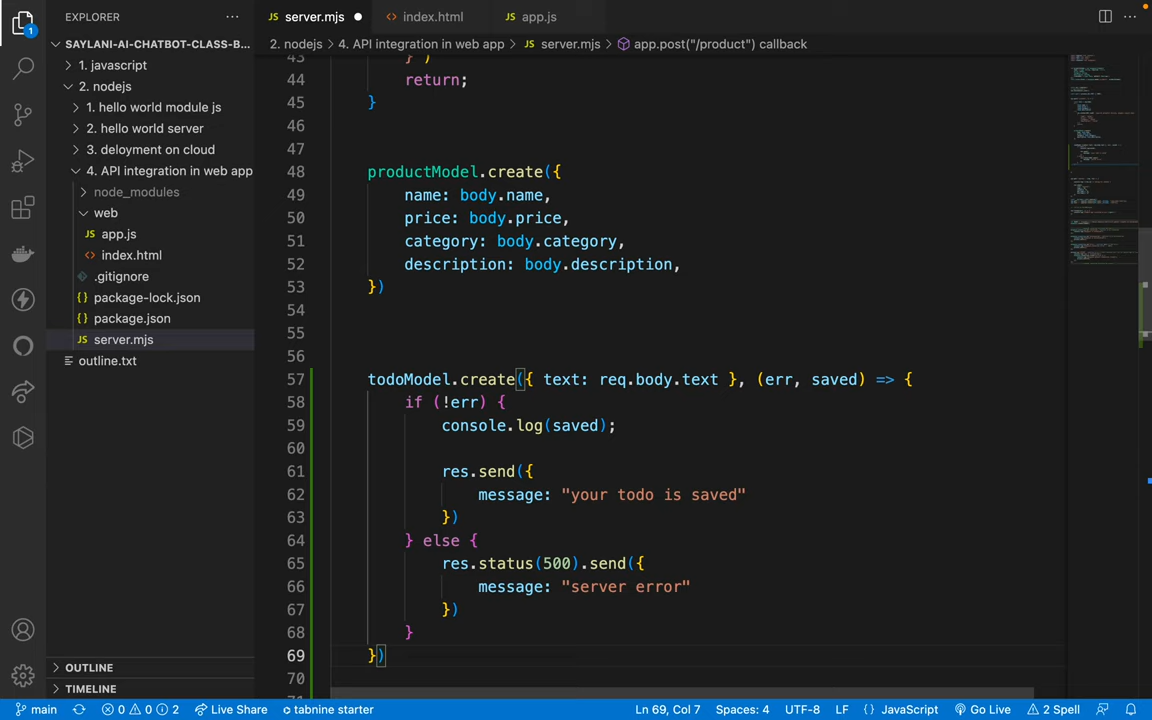 EXPLORER
server.mjs
index.html
JS app.js
SAYLANI-AI-CHATBOT-CLASS-B...
2. nodejs > 4. API integration in web app > JS server.mjs > app.post("/product") callback
1. javascript
2. nodejs
1. hello world module js
2. hello world server
3. deloyment on cloud
4. API integration in web app
node_modules
web
JS app.js
index.html
.gitignore
{} package-lock.json
{} package.json
JS server.mjs
outline.txt
OUTLINE
TIMELINE
43 } )
44 return;
45 }
46
47
48 productModel.create({
49 name: body.name,
50 price: body.price,
51 category: body.category,
52 description: body.description,
53 })
54
55
56
57 todoModel.create({ text: req.body.text }, (err, saved) => {
58 if (!err) {
59 console.log(saved);
60
61 res.send({
62 message: "your todo is saved"
63 })
64 } else {
65 res.status(500).send({
66 message: "server error"
67 })
68 }
69 })
70
main 0 0 2 Live Share tabnine starter Ln 69, Col 7 Spaces: 4 UTF-8 LF {} JavaScript Go Live 2 Spell